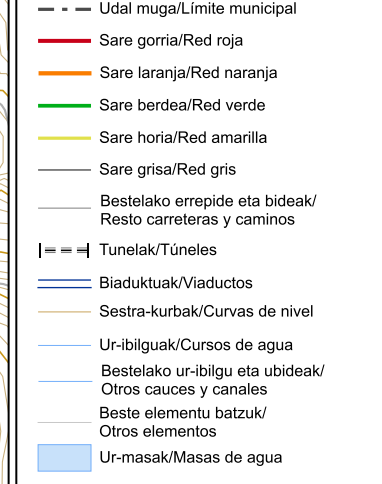 Udal muga/Límite municipal
Sare gorria/Red roja
Sare laranja/Red naranja
Sare berdea/Red verde
Sare horia/Red amarilla
Sare grisa/Red gris
Bestelako errepide eta bideak/
Resto carreteras y caminos
Tunelak/Túneles
Biaduktuak/Viaductos
Sestra-kurbak/Curvas de nivel
Ur-ibilguak/Cursos de agua
Bestelako ur-ibilgu eta ubideak/
Otros cauces y canales
Beste elementu batzuk/
Otros elementos
Ur-masak/Masas de agua